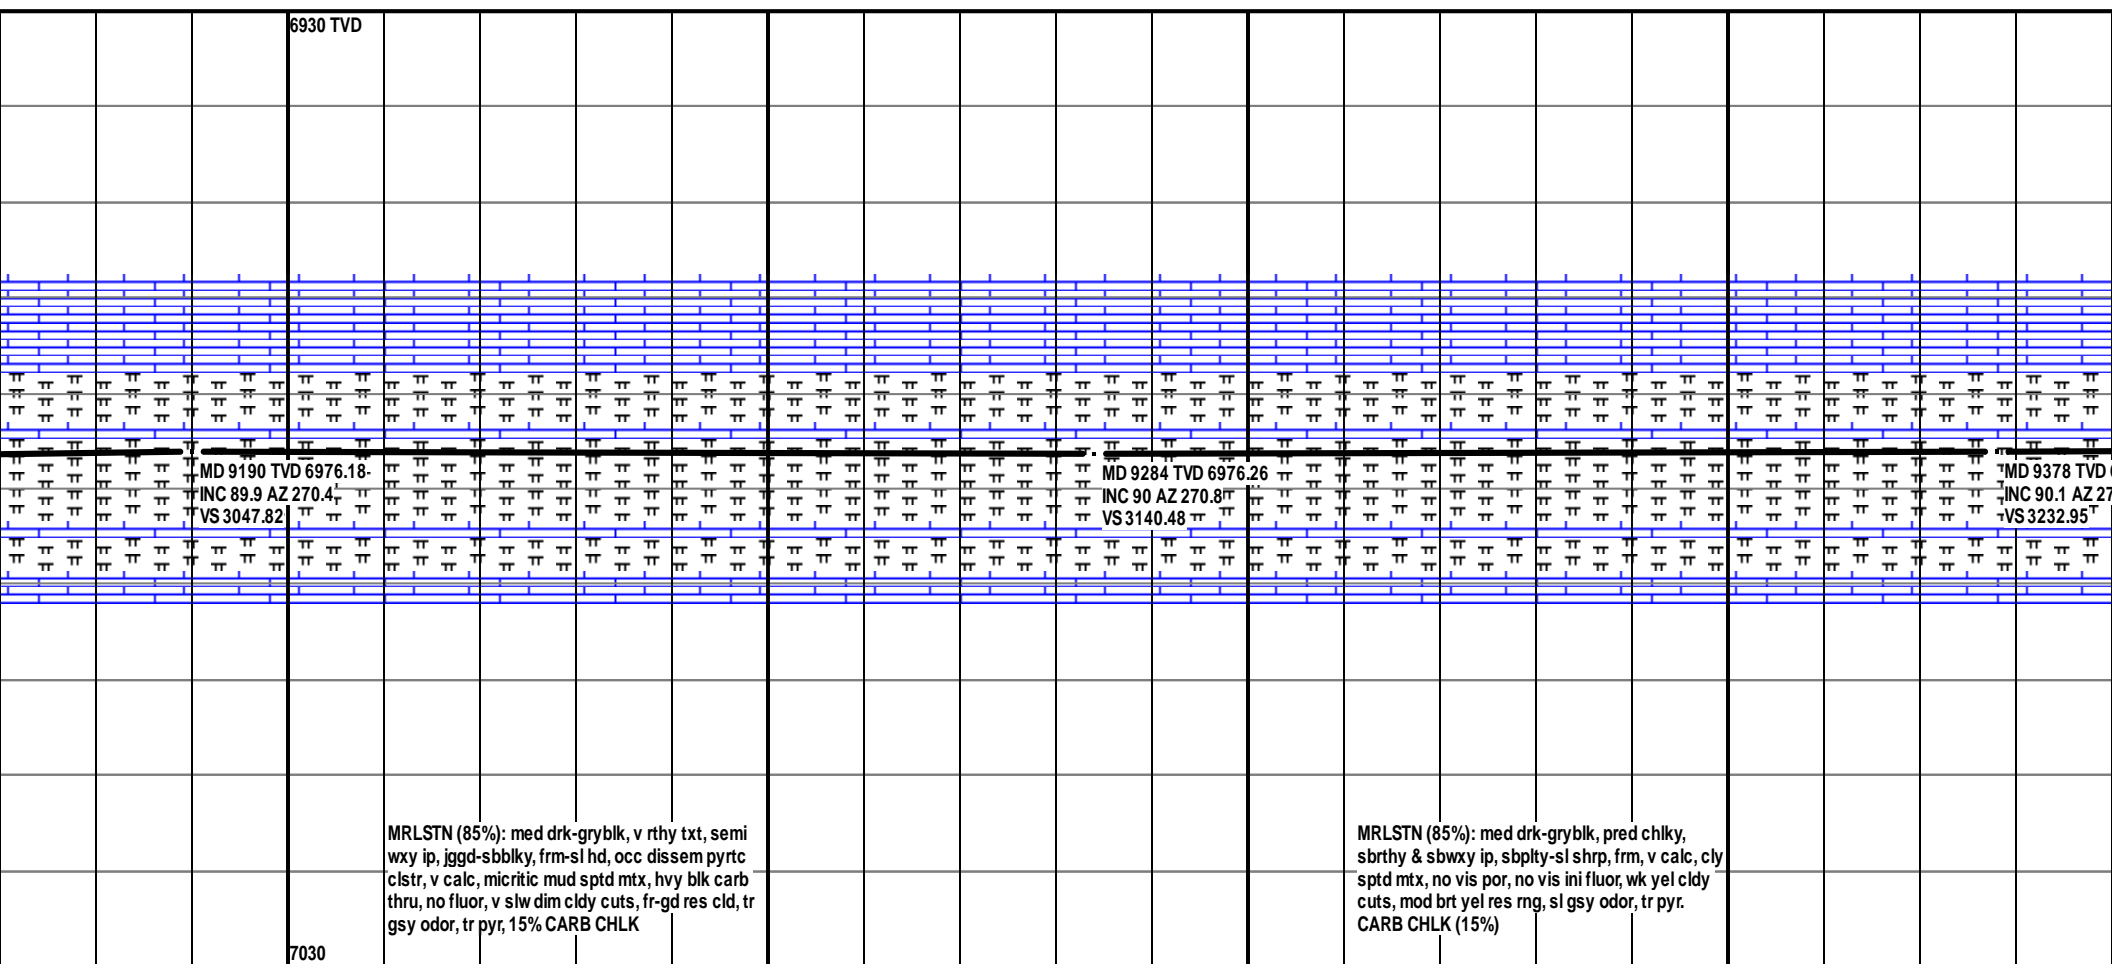 6930 TVD
MD 9190 TVD 6976.18
INC 89.9 AZ 270.4
VS 3047.82
MD 9284 TVD 6976.26
INC 90 AZ 270.8
VS 3140.48
MD 9378 TVD
INC 90.1 AZ 27
VS 3232.95
MRLSTN (85%): med drk-gryblk, v rthy txt, semi
wxy ip, jggd-sbblky, frm-sl hd, occ dissem pyrtc
clstr, v calc, micritic mud sptd mtx, hvy blk carb
thru, no fluor, v slw dim cldy cuts, fr-gd res cld, tr
gsy odor, tr pyr, 15% CARB CHLK
MRLSTN (85%): med drk-gryblk, pred chlky,
sbrthy & sbwxy ip, sbplty-sl shrp, frm, v calc, cly
sptd mtx, no vis por, no vis ini fluor, wk yel cldy
cuts, mod brt yel res rng, sl gsy odor, tr pyr.
CARB CHLK (15%)
7030